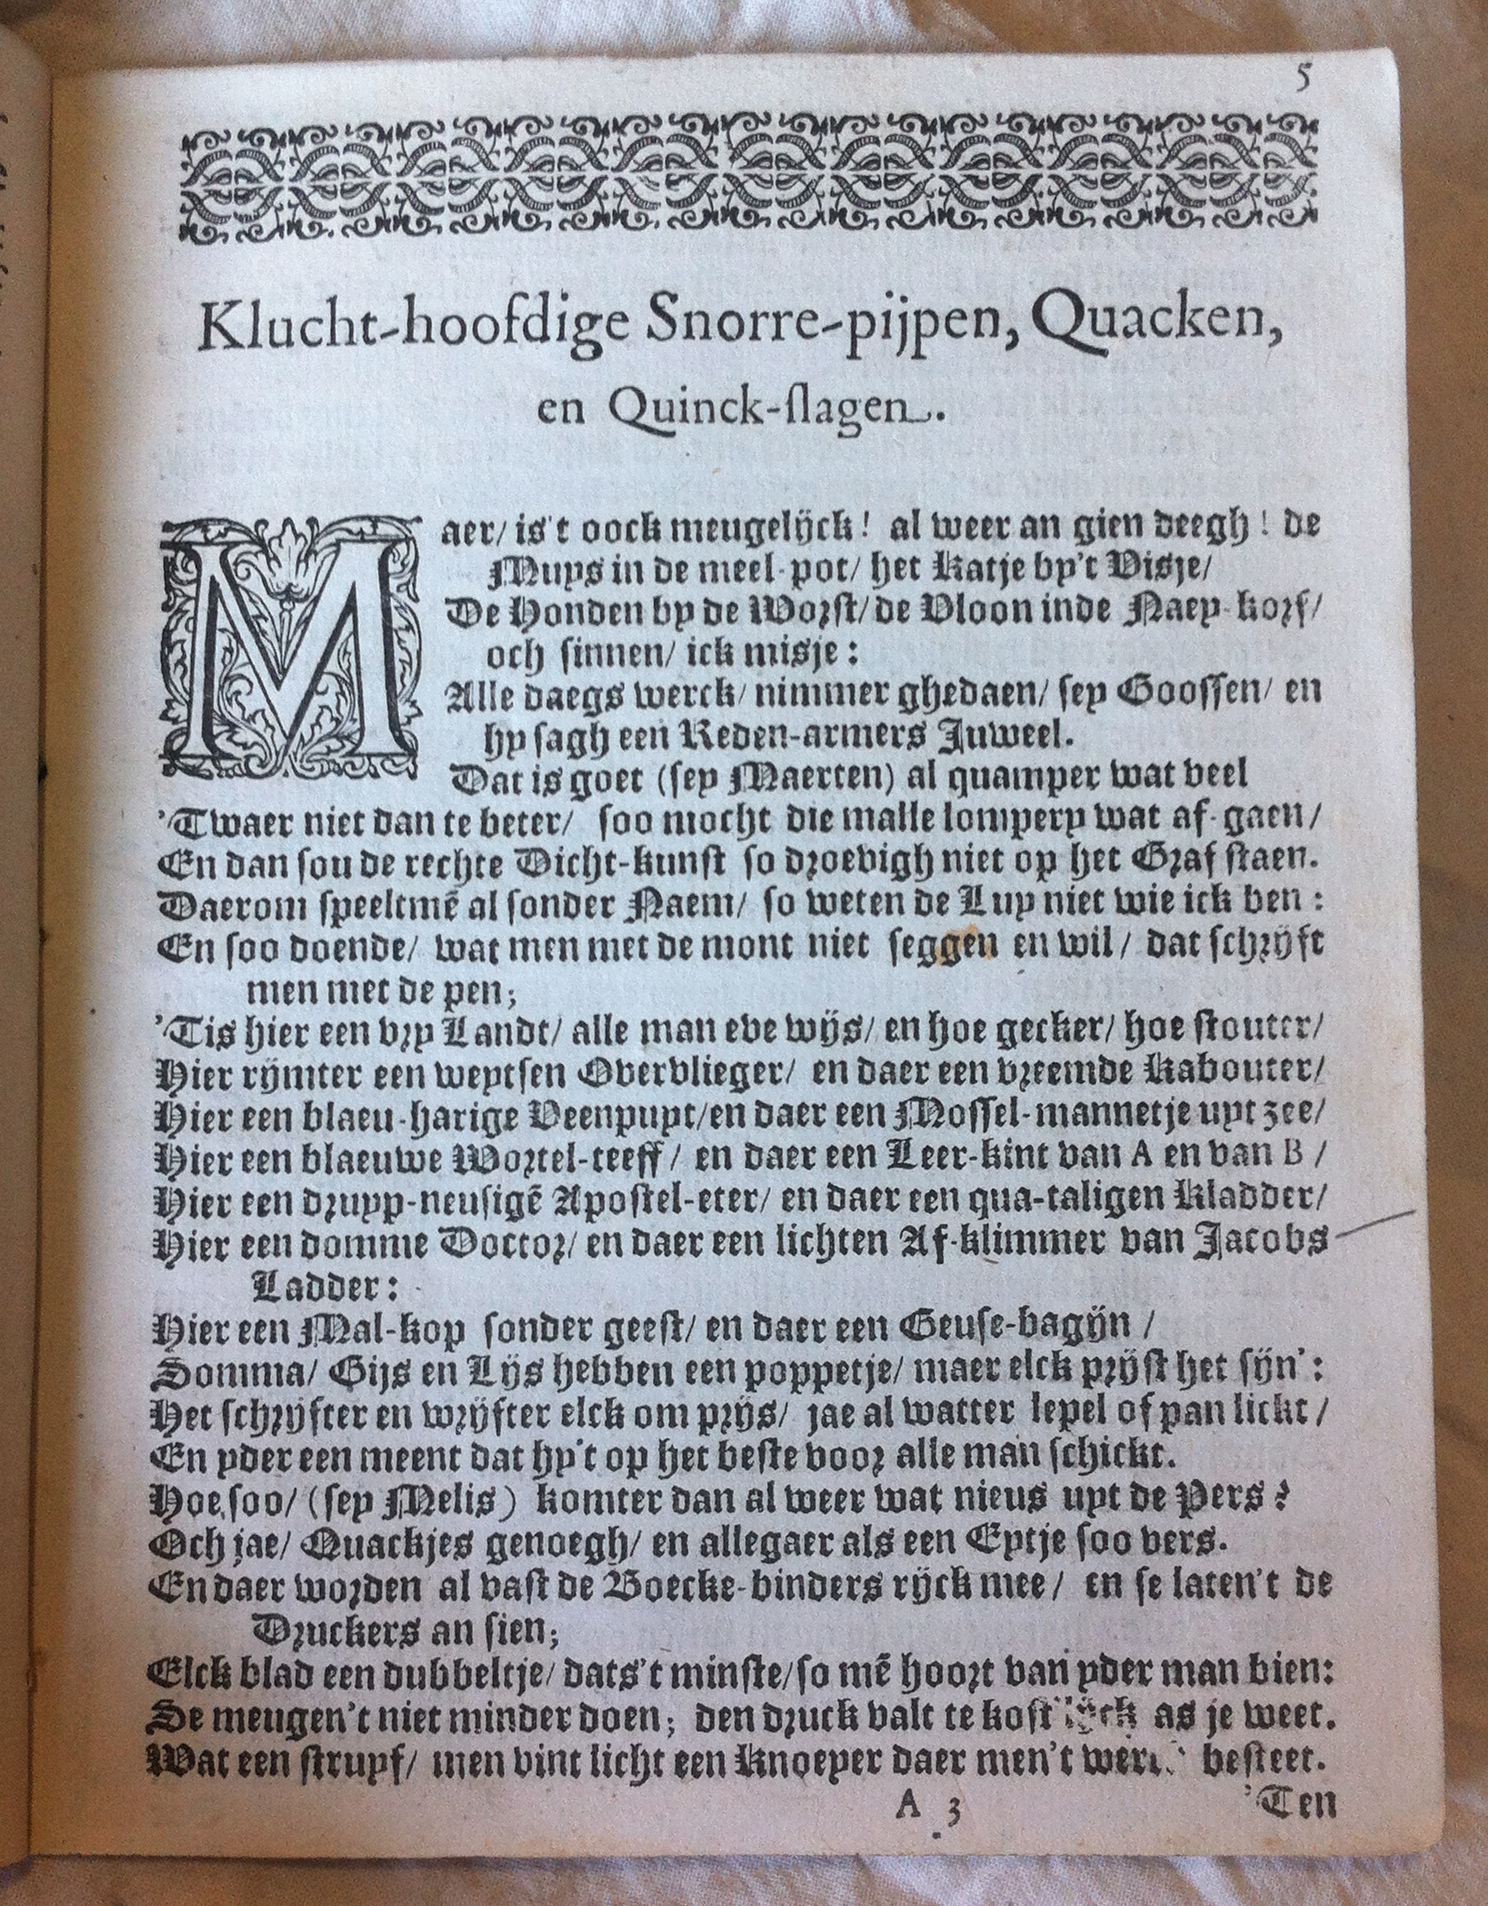 5
Klucht-hoofdige Snorre-pijpen, Quacken,
en Quinck-slagen.
Maer/ is't oock meugelijck! al weer an gien deegh! de
Muys in de meel-pot/ het Katje by't Visje/
De Honden by de Worst/ de Vloon inde Naey-korf/
och sinnen/ ick misje:
Alle daegs werck/ nimmer ghedaen/ sey Goossen/ en
hy sagh een Reden-armers Juweel.
Dat is goet (sey Maerten) al quamper wat veel
'Twaer niet dan te beter/ soo mocht die malle lompery wat af-gaen/
En dan sou de rechte Dicht-kunst so droevigh niet op het Graf staen.
Daerom speeltmē al sonder Naem/ so weten de Luy niet wie ick ben:
En soo doende/ wat men met de mont niet seggen en wil/ dat schrijft
men met de pen;
'Tis hier een vry Landt/ alle man eve wijs/ en hoe gecker/ hoe stouter/
Hier rijmter een weytsen Overvlieger/ en daer een vreemde Kabouter/
Hier een blaeu-harige Veenpuyt/en daer een Mossel-mannetje uyt zee/
Hier een blaeuwe Wortel-teeff/ en daer een Leer-kint van A en van B/
Hier een druyp-neusigē Apostel-eter/ en daer een qua-taligen Kladder/
Hier een domme Doctor/ en daer een lichten Af-klimmer van Jacobs
Ladder:
Hier een Mal-kop sonder geest/ en daer een Geuse-bagijn/
Somma/ Gijs en Lijs hebben een poppetje/ maer elck prijst het sijn':
Het schrijfter en wrijfter elck om prijs/ jae al watter lepel of pan lickt/
En yder een meent dat hy't op het beste voor alle man schickt.
Hoe soo/ (sey Melis) komter dan al weer wat nieus uyt de Pers?
Och jae/ Quackjes genoegh/ en allegaer als een Eytje soo vers.
En daer worden al vast de Boecke-binders rijck mee/ en se laten't de
Druckers an sien;
Elck blad een dubbeltje/ dats't minste/so mē hoort van yder man bien:
Se meugen't niet minder doen; den druck valt te kost'lijck as je weet.
Wat een struyf/ men vint licht een Knoeyer daer men't besteet.
A 3
'Ten